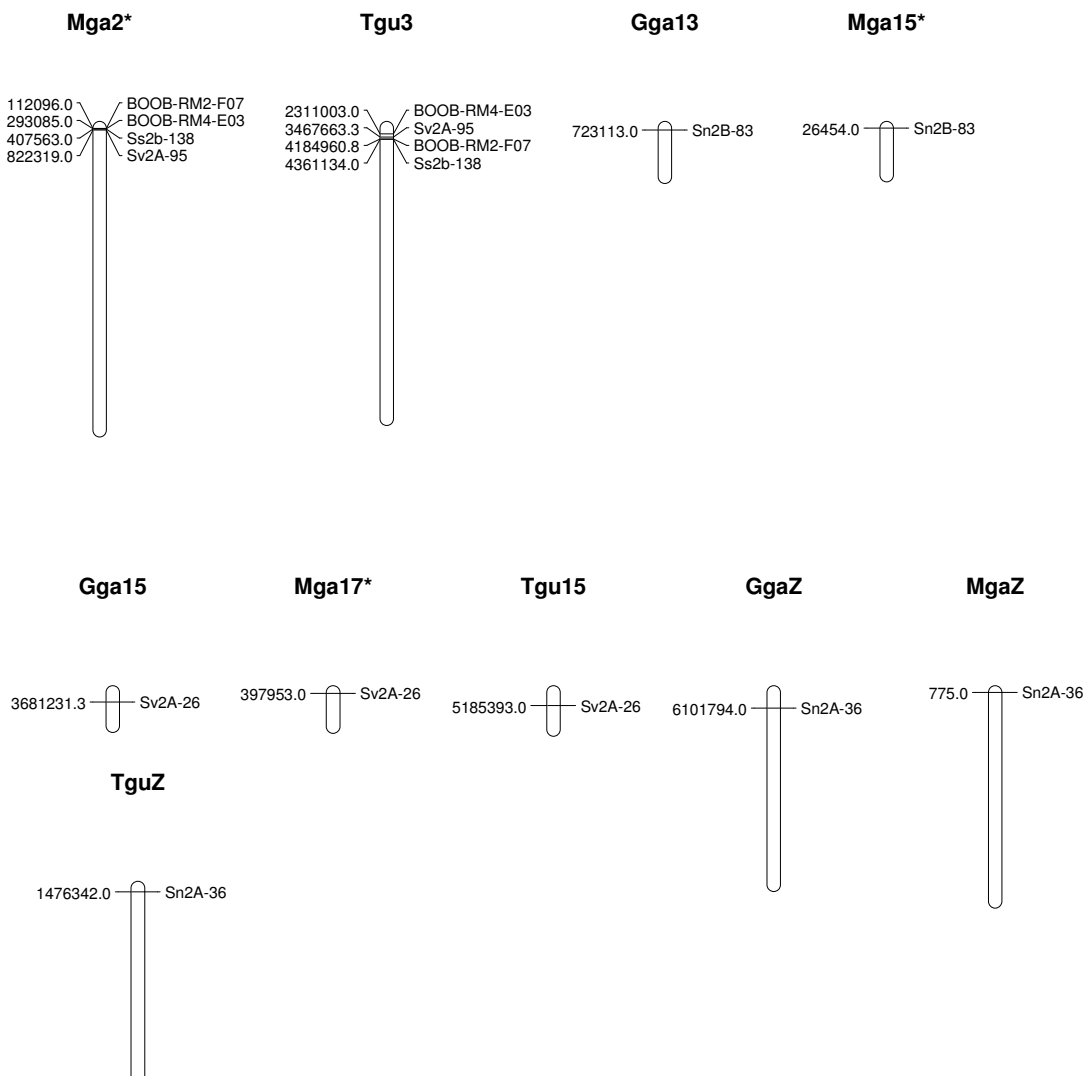 Mga2* Tgu3 Gga13 Mga15*
112096.0 BOOB-RM2-F07
293085.0 BOOB-RM4-E03
407563.0 Ss2b-138
822319.0 Sv2A-95
2311003.0 BOOB-RM4-E03
3467663.3 Sv2A-95
4184960.8 BOOB-RM2-F07
4361134.0 Ss2b-138
723113.0 Sn2B-83
26454.0 Sn2B-83
Gga15 Mga17* Tgu15 GgaZ MgaZ
3681231.3 Sv2A-26
397953.0 Sv2A-26
5185393.0 Sv2A-26
6101794.0 Sn2A-36
775.0 Sn2A-36
TguZ
1476342.0 Sn2A-36